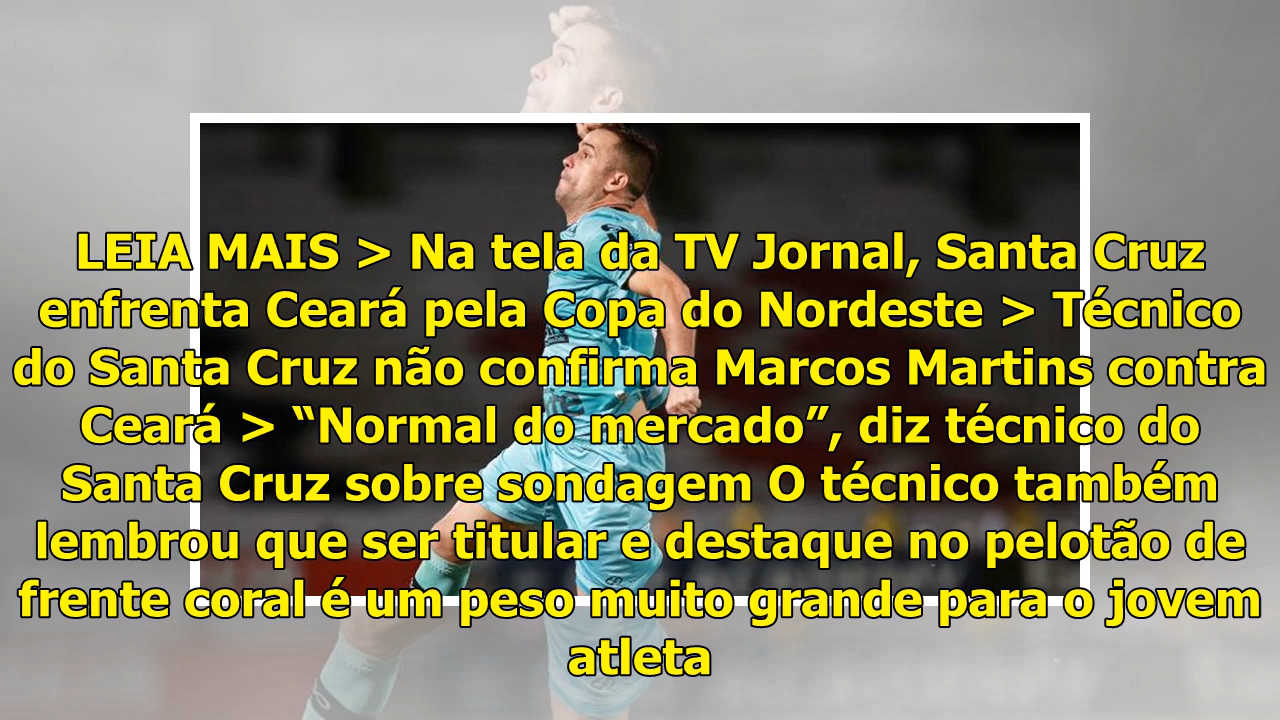 LEIA MAIS > Na tela da TV Jornal, Santa Cruz
enfrenta Ceará pela Copa do Nordeste > Técnico
do Santa Cruz não confirma Marcos Martins contra
Ceará > “Normal do mercado”, diz técnico do
Santa Cruz sobre sondagem O técnico também
lembrou que ser titular e destaque no pelotão de
frente coral é um peso muito grande para o jovem
atleta